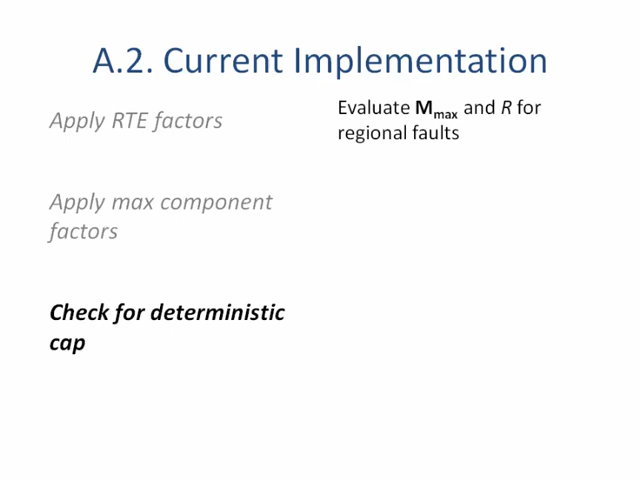 A.2. Current Implementation
Apply RTE factors
Apply max component
factors
Check for deterministic
cap
Evaluate Mmax and R for
regional faults